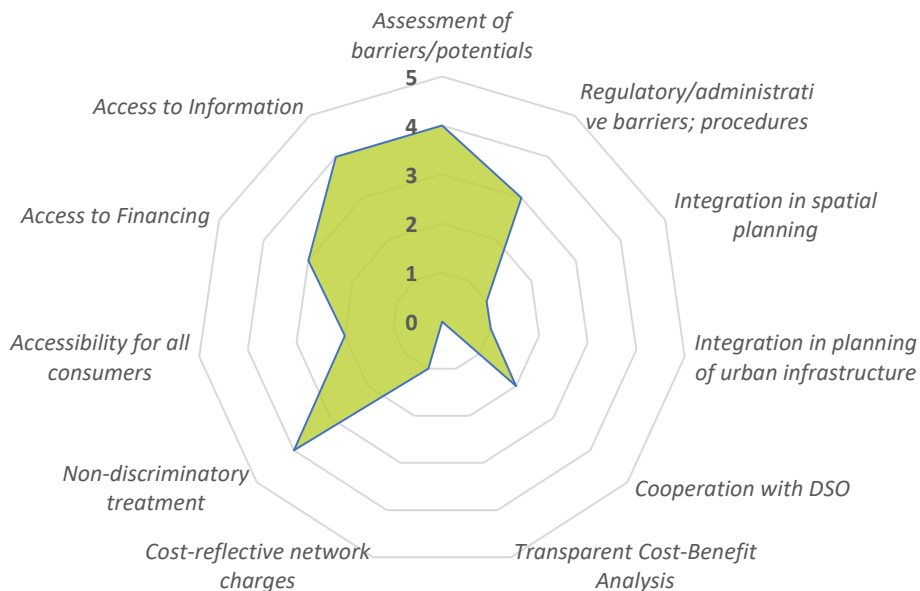 Assessment of
barriers/potentials
Regulatory/administrati
ve barriers; procedures
Integration in spatial
planning
Integration in planning
of urban infrastructure
Cooperation with DSO
Transparent Cost-Benefit
Analysis
Cost-reflective network
charges
Non-discriminatory
treatment
Accessibility for all
consumers
Access to Financing
Access to Information
5
4
3
2
1
0